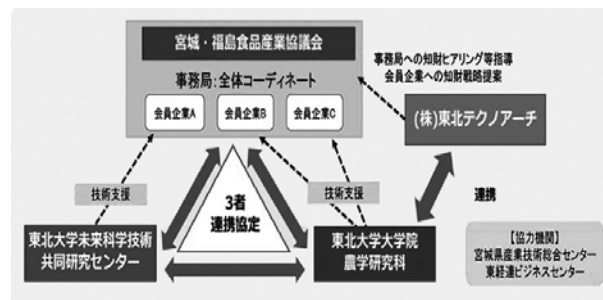 宮城・福島食品産業協議会
事務局:全体コーディネート
会員企業A
会員企業B
会員企業C
事務局への知財ヒアリング等指導
会員企業への知財戦略提案
(株)東北テクノアーチ
技術支援
3者
連携協定
技術支援
連携
東北大学未来科学技術
共同研究センター
東北大学大学院
農学研究科
【協力機関】
宮城県産業技術総合センター
東経連ビジネスセンター